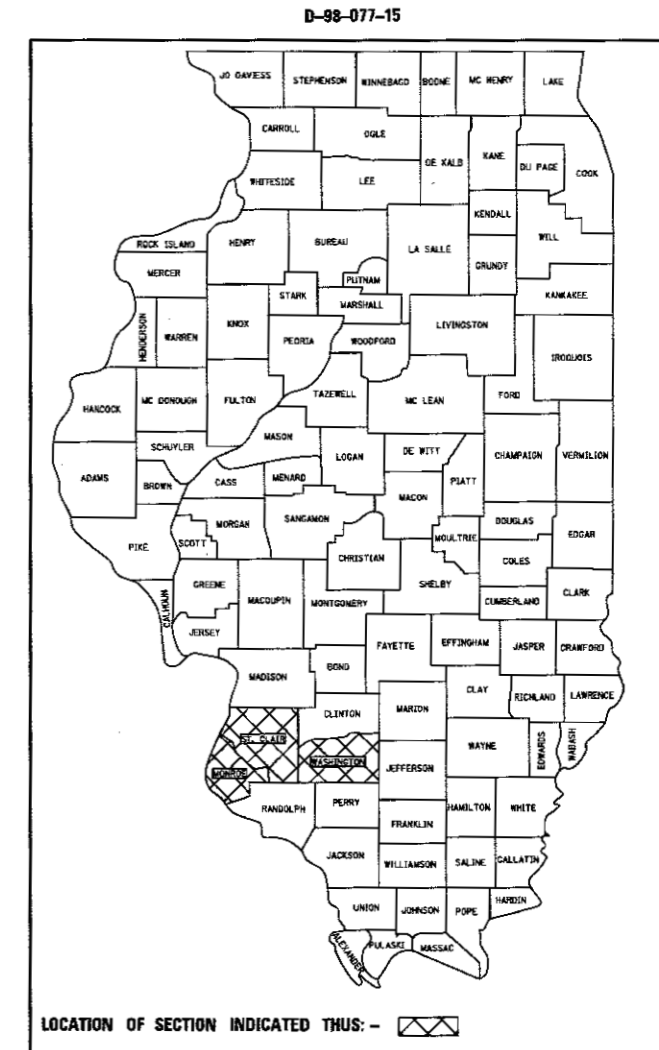 D-98-077-15
JO DAVIESS STEPHENSON WINNEBAGO BOONE MC HENRY LAKE
CARROLL OGLE DE KALB KANE DU PAGE COOK
WHITESIDE LEE
KENDALL
ROCK ISLAND HENRY BUREAU LA SALLE GRUNDY WILL
MERCER PUTNAM
STARK MARSHALL KANKAKEE
HENDERSON WARREN KNOX PEORIA WOODFORD LIVINGSTON IROQUOIS
HANCOCK MC DONOUGH FULTON TAZEWELL MC LEAN FORD
SCHUYLER MASON LOGAN DE WITT CHAMPAIGN VERMILION
ADAMS BROWN CASS MENARD PIATT
MACON
MORGAN SANGAMON DOUGLAS
PIKE SCOTT MOULTRIE EDGAR
CHRISTIAN COLES
GREENE SHELBY
CALHOUN MACOUPIN MONTGOMERY CUMBERLAND CLARK
JERSEY FAYETTE EFFINGHAM JASPER CRAWFORD
BOND
MADISON CLAY RICHLAND LAWRENCE
CLINTON MARION
ST. CLAIR WAYNE EDWARDS WABASH
MONROE WASHINGTON JEFFERSON
RANDOLPH PERRY HAMILTON WHITE
FRANKLIN
JACKSON WILLIAMSON SALINE GALLATIN
UNION JOHNSON POPE HARDIN
ALEXANDER PULASKI MASSAC
LOCATION OF SECTION INDICATED THUS: -